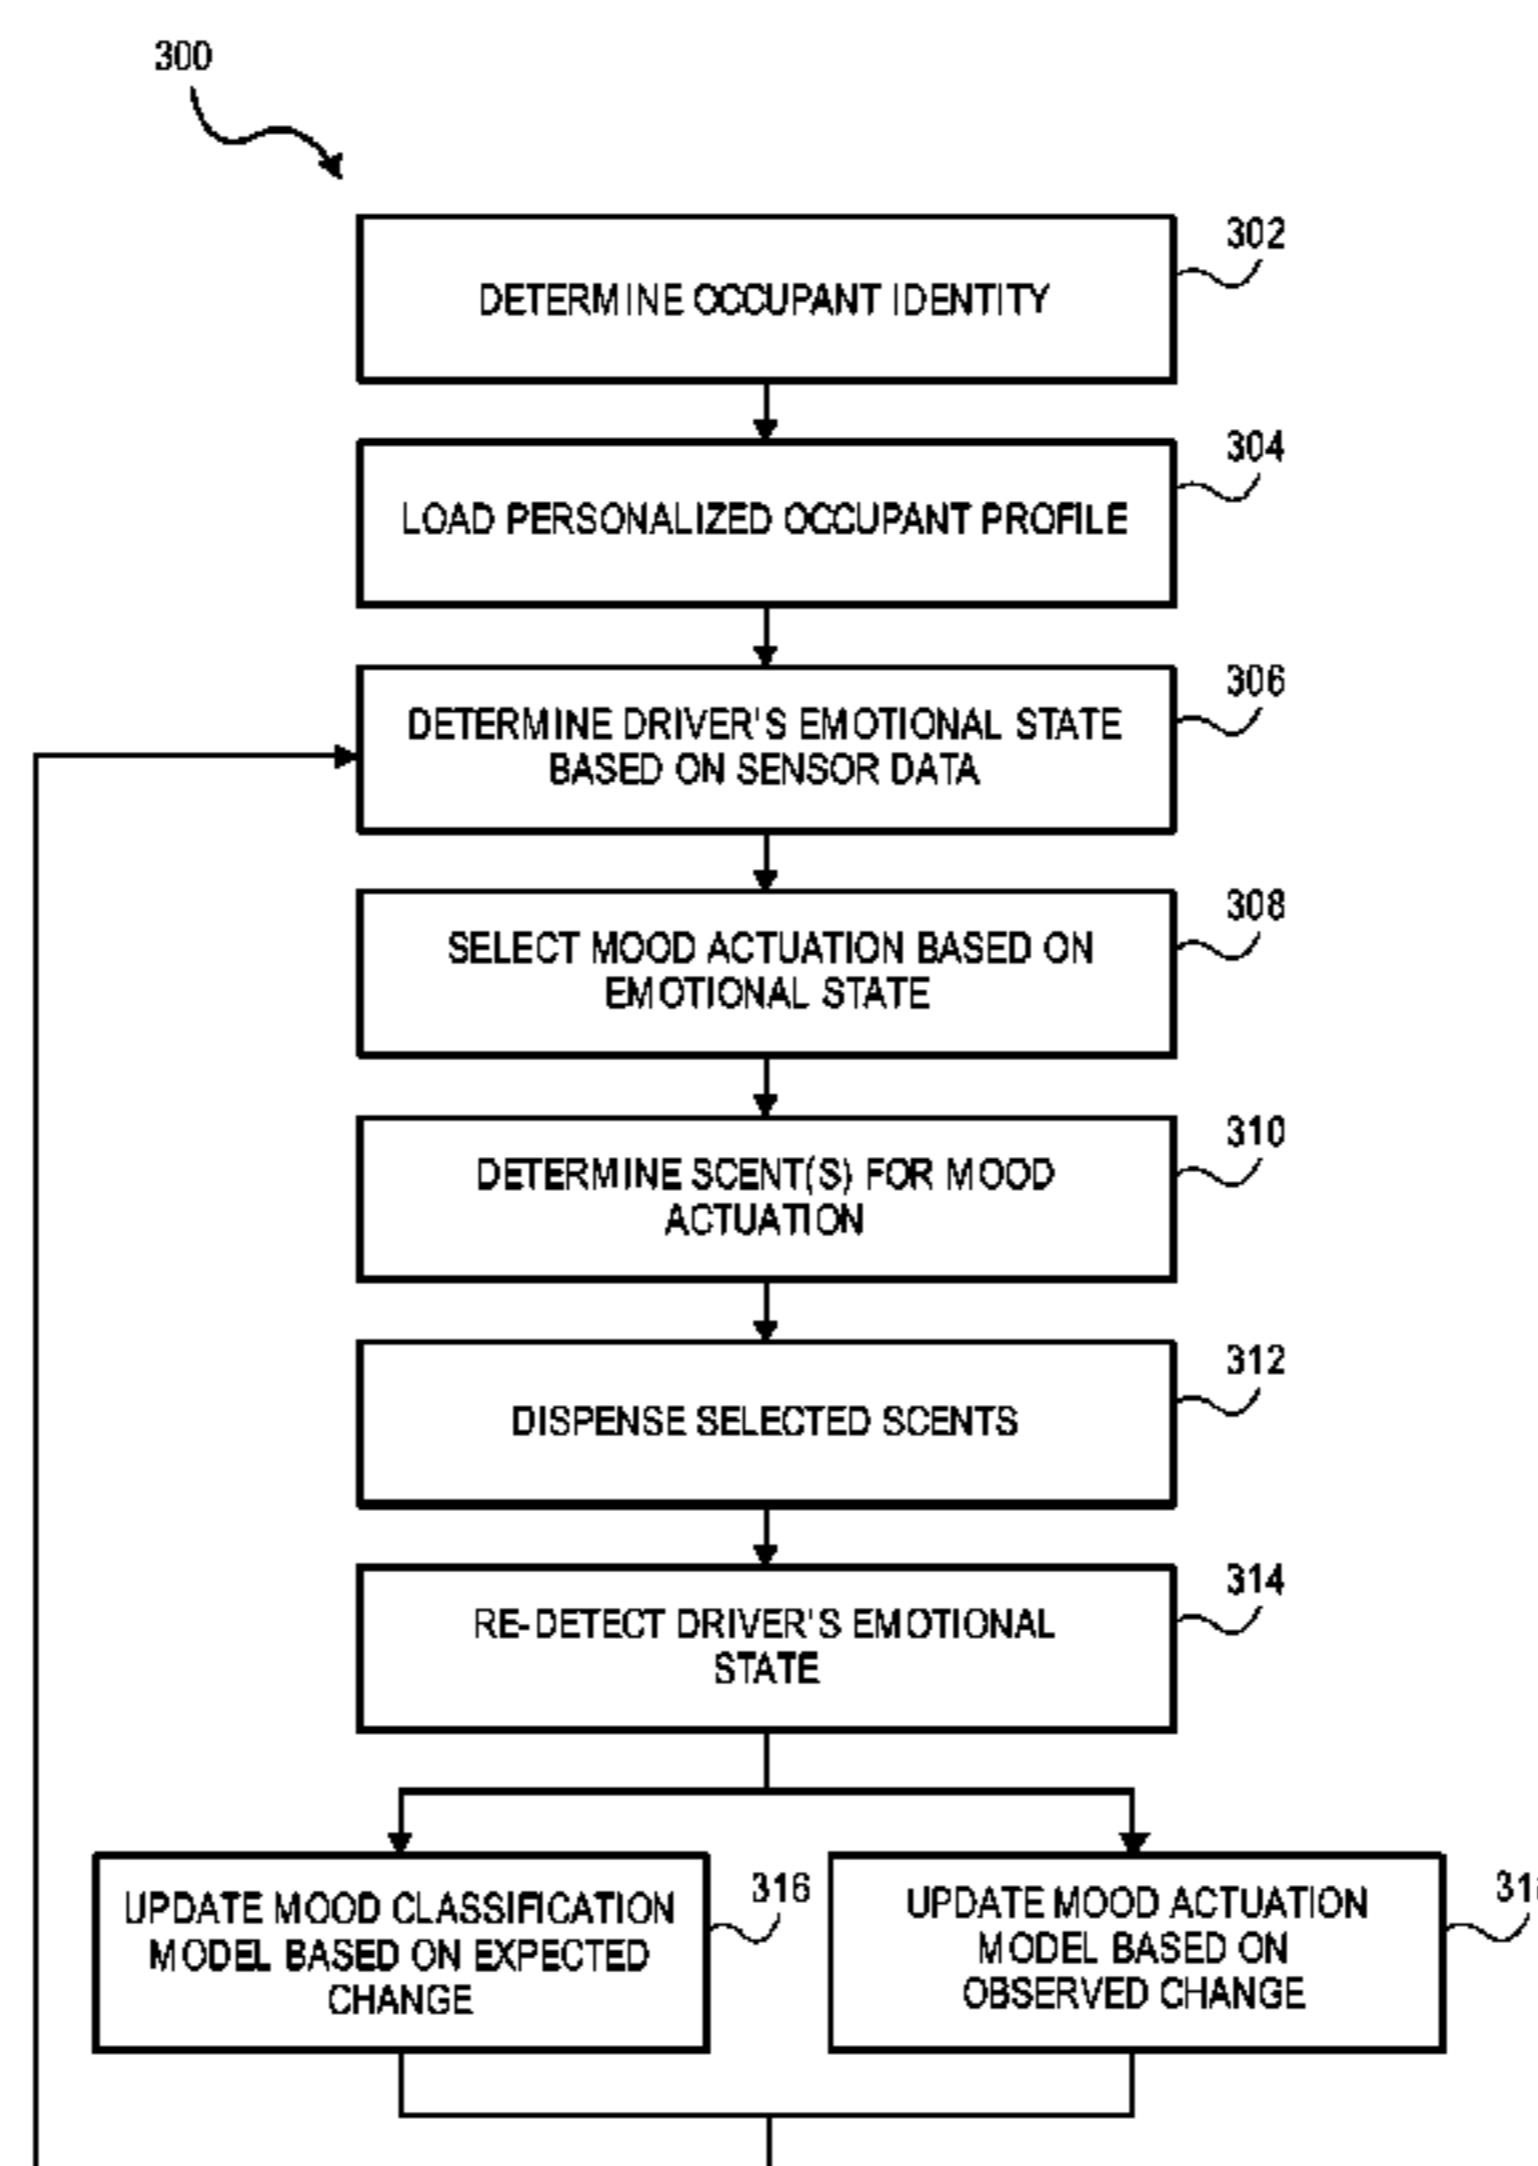 300
302
DETERMINE OCCUPANT IDENTITY
304
LOAD PERSONALIZED OCCUPANT PROFILE
306
DETERMINE DRIVER'S EMOTIONAL STATE
BASED ON SENSOR DATA
308
SELECT MOOD ACTUATION BASED ON
EMOTIONAL STATE
310
DETERMINE SCENT(S) FOR MOOD
ACTUATION
312
DISPENSE SELECTED SCENTS
314
RE-DETECT DRIVER'S EMOTIONAL
STATE
316
UPDATE MOOD CLASSIFICATION
MODEL BASED ON EXPECTED
CHANGE
UPDATE MOOD ACTUATION
MODEL BASED ON
OBSERVED CHANGE